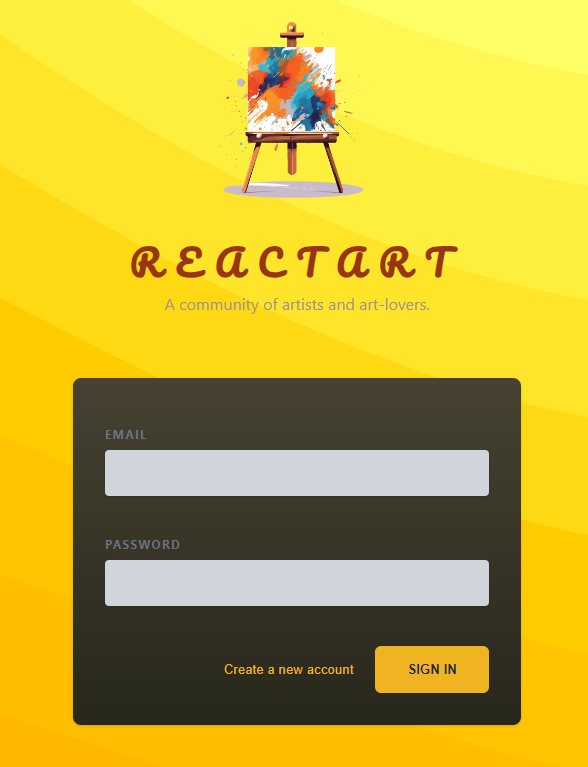 REACTART
A community of artists and art-lovers.
EMAIL
PASSWORD
Create a new account
SIGN IN